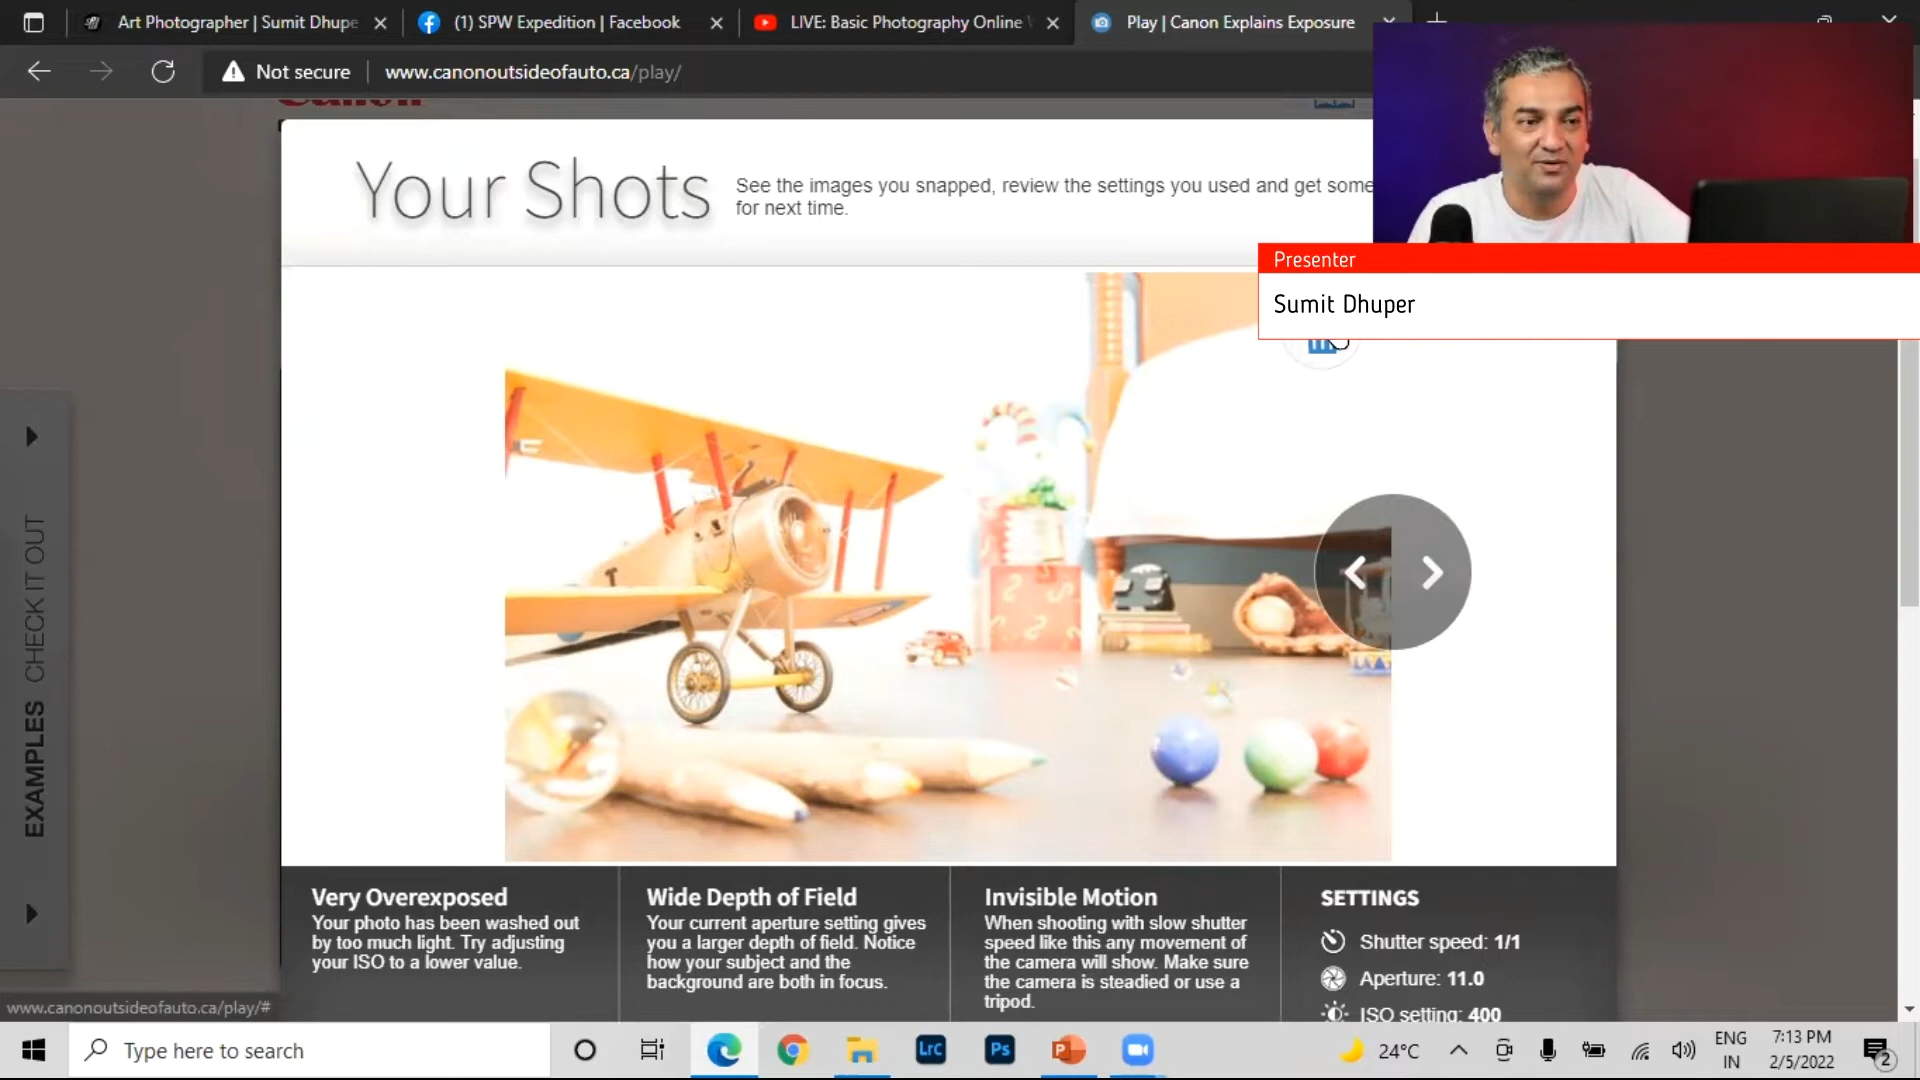 Art Photographer | Sumit Dhupe
(1) SPW Expedition | Facebook
LIVE: Basic Photography Online
Play | Canon Explains Exposure
Not secure
www.canonoutsideofauto.ca/play/
Canon
Your Shots
See the images you snapped, review the settings you used and get some
for next time.
Presenter
Sumit Dhuper
EXAMPLES CHECK IT OUT
Very Overexposed
Your photo has been washed out
by too much light. Try adjusting
your ISO to a lower value.
Wide Depth of Field
Your current aperture setting gives
you a larger depth of field. Notice
how your subject and the
background are both in focus.
Invisible Motion
When shooting with slow shutter
speed like this any movement of
the camera will show. Make sure
the camera is steadied or use a
tripod.
SETTINGS
Shutter speed: 1/1
Aperture: 11.0
ISO setting: 400
www.canonoutsideofauto.ca/play/#
Type here to search
LrC
Ps
P
24°C
ENG
IN
7:13 PM
2/5/2022
2